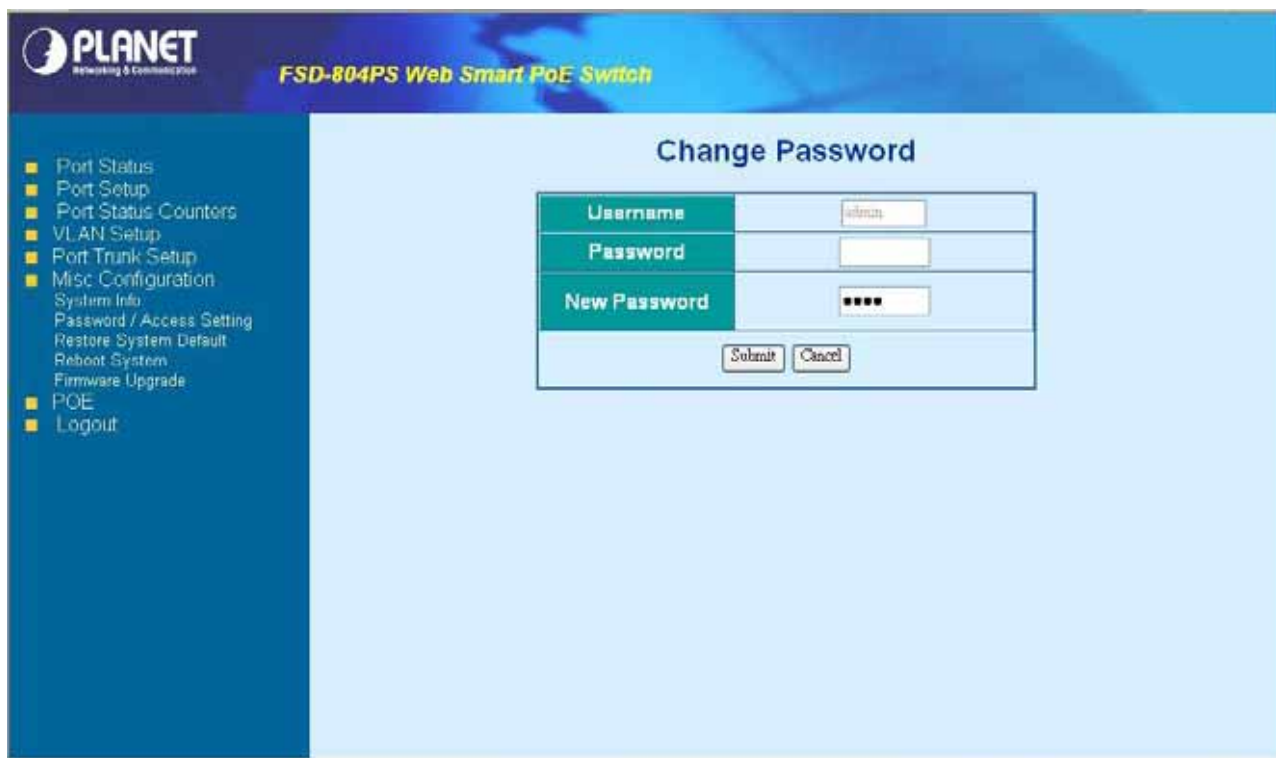 PLANET
Networking & Communication
FSD-804PS Web Smart PoE Switch
Port Status
Port Setup
Port Status Counters
VLAN Setup
Port Trunk Setup
Misc Configuration
System Info
Password / Access Setting
Restore System Default
Reboot System
Firmware Upgrade
POE
Logout
Change Password
Username admin
Password
New Password ••••
Submit Cancel